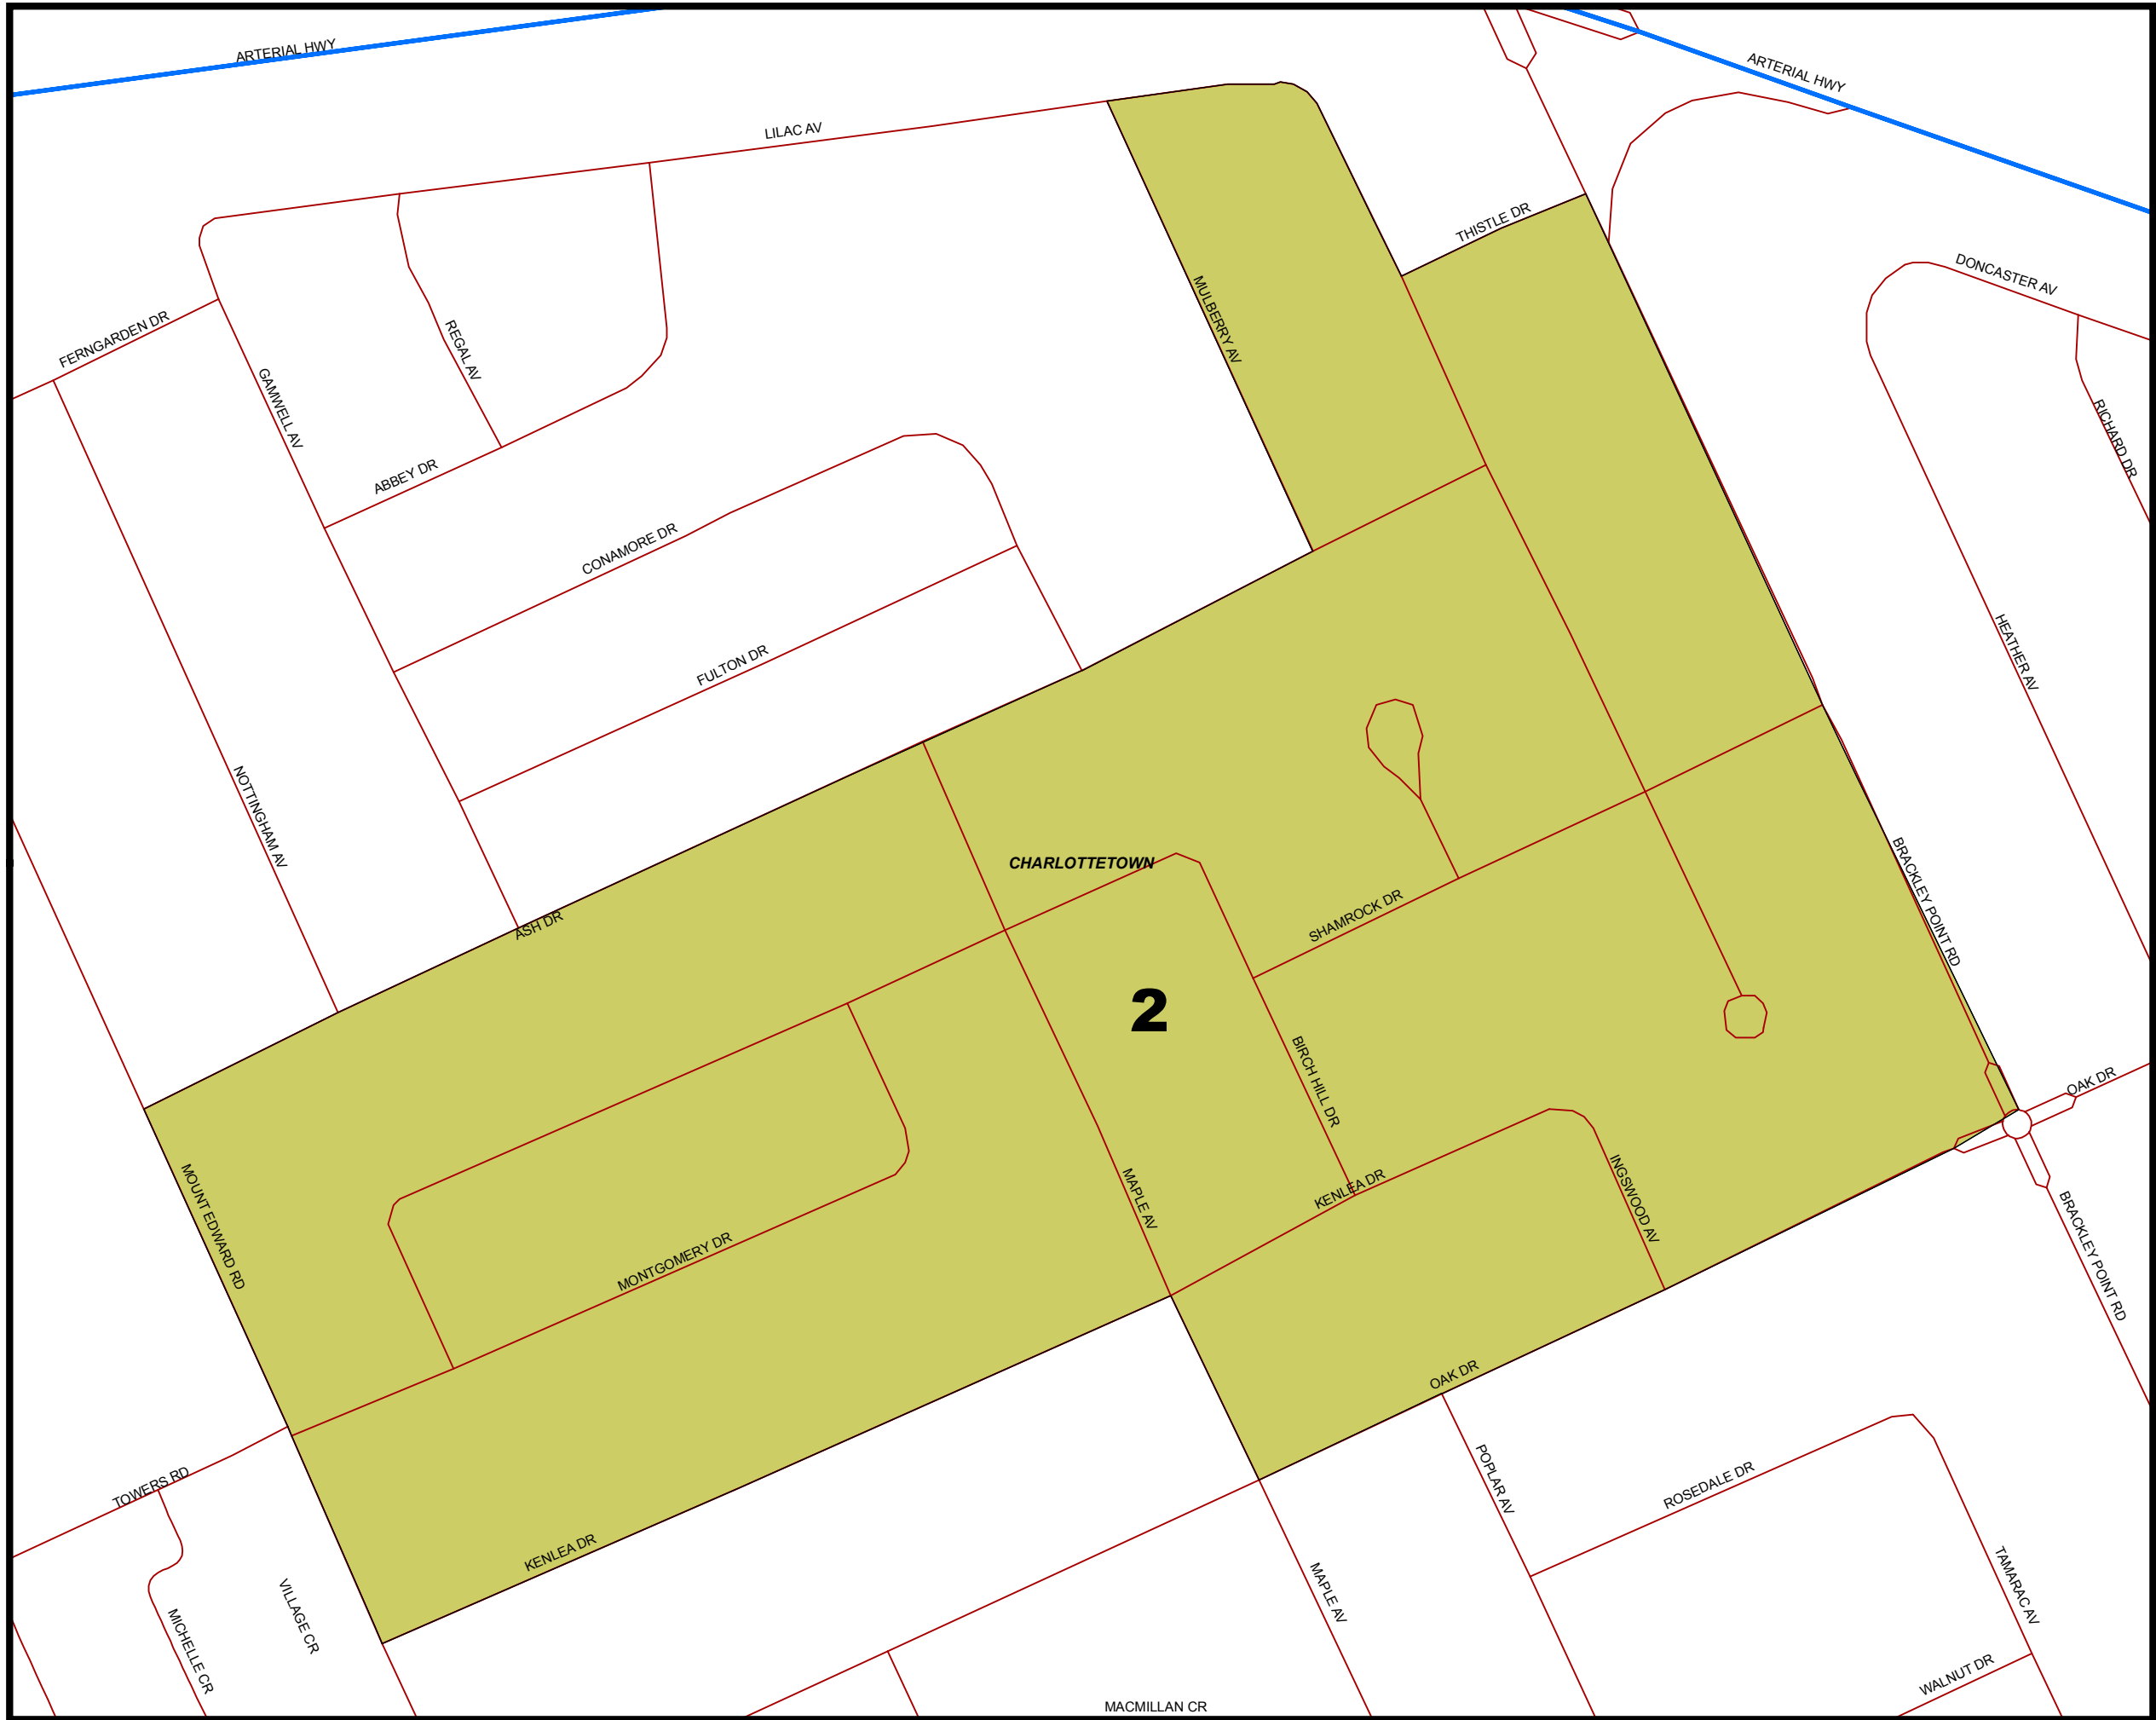 ARTERIAL HWY
ARTERIAL HWY
LILAC AV
THISTLE DR
DONCASTER AV
FERNGARDEN DR
REGAL AV
MULBERRY AV
GAMWELL AV
RICHARD DR
ABBEY DR
CONAMORE DR
FULTON DR
HEATHER AV
NOTTINGHAM AV
CHARLOTTETOWN
BRACKLEY POINT RD
ASH DR
SHAMROCK DR
2
BIRCH HILL DR
OAK DR
MOUNT EDWARD RD
MAPLE AV
KENLEA DR
INGSWOOD AV
BRACKLEY POINT RD
MONTGOMERY DR
OAK DR
TOWERS RD
POPLAR AV
ROSEDALE DR
KENLEA DR
VILLAGE CR
MICHELLE CR
MAPLE AV
TAMARAC AV
WALNUT DR
MACMILLAN CR